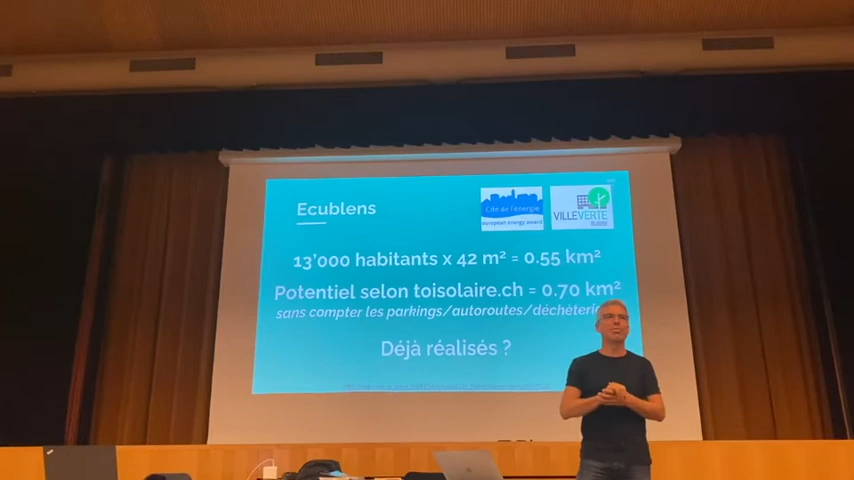 Ecublens
Cité de l'énergie
european energy award
VILLEVERTE
SUISSE
13'000 habitants x 42 m² = 0.55 km²
Potentiel selon toisolaire.ch = 0.70 km²
sans compter les parkings/autoroutes/déchèteries
Déjà réalisés ?